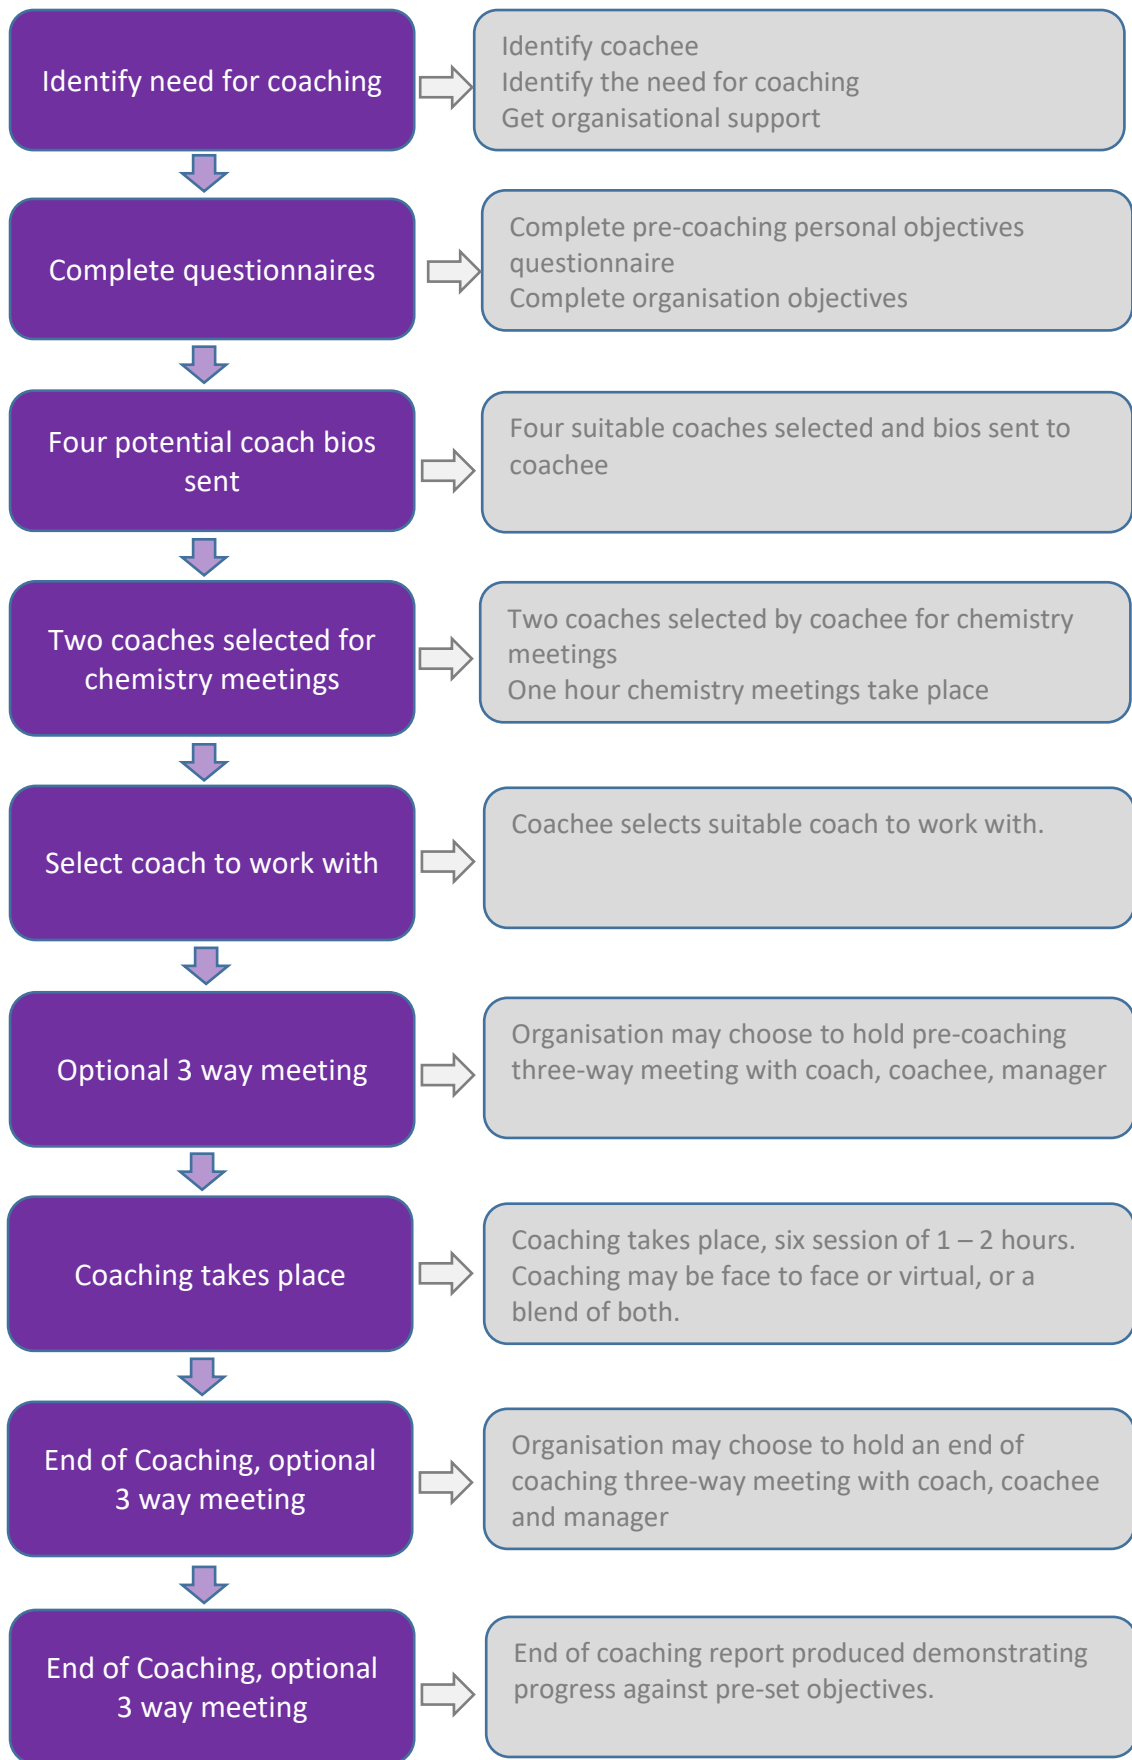 Identify need for coaching
Identify coachee
Identify the need for coaching
Get organisational support
Complete questionnaires
Complete pre-coaching personal objectives
questionnaire
Complete organisation objectives
Four potential coach bios
sent
Four suitable coaches selected and bios sent to
coachee
Two coaches selected for
chemistry meetings
Two coaches selected by coachee for chemistry
meetings
One hour chemistry meetings take place
Select coach to work with
Coachee selects suitable coach to work with.
Optional 3 way meeting
Organisation may choose to hold pre-coaching
three-way meeting with coach, coachee, manager
Coaching takes place
Coaching takes place, six session of 1 – 2 hours.
Coaching may be face to face or virtual, or a
blend of both.
End of Coaching, optional
3 way meeting
Organisation may choose to hold an end of
coaching three-way meeting with coach, coachee
and manager
End of Coaching, optional
3 way meeting
End of coaching report produced demonstrating
progress against pre-set objectives.